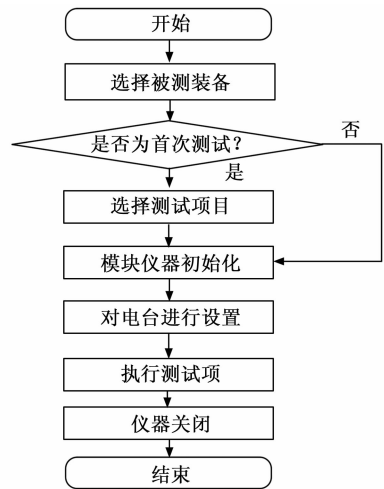 开始
选择被测装备
是否为首次测试？
否
是
选择测试项目
模块仪器初始化
对电台进行设置
执行测试项
仪器关闭
结束